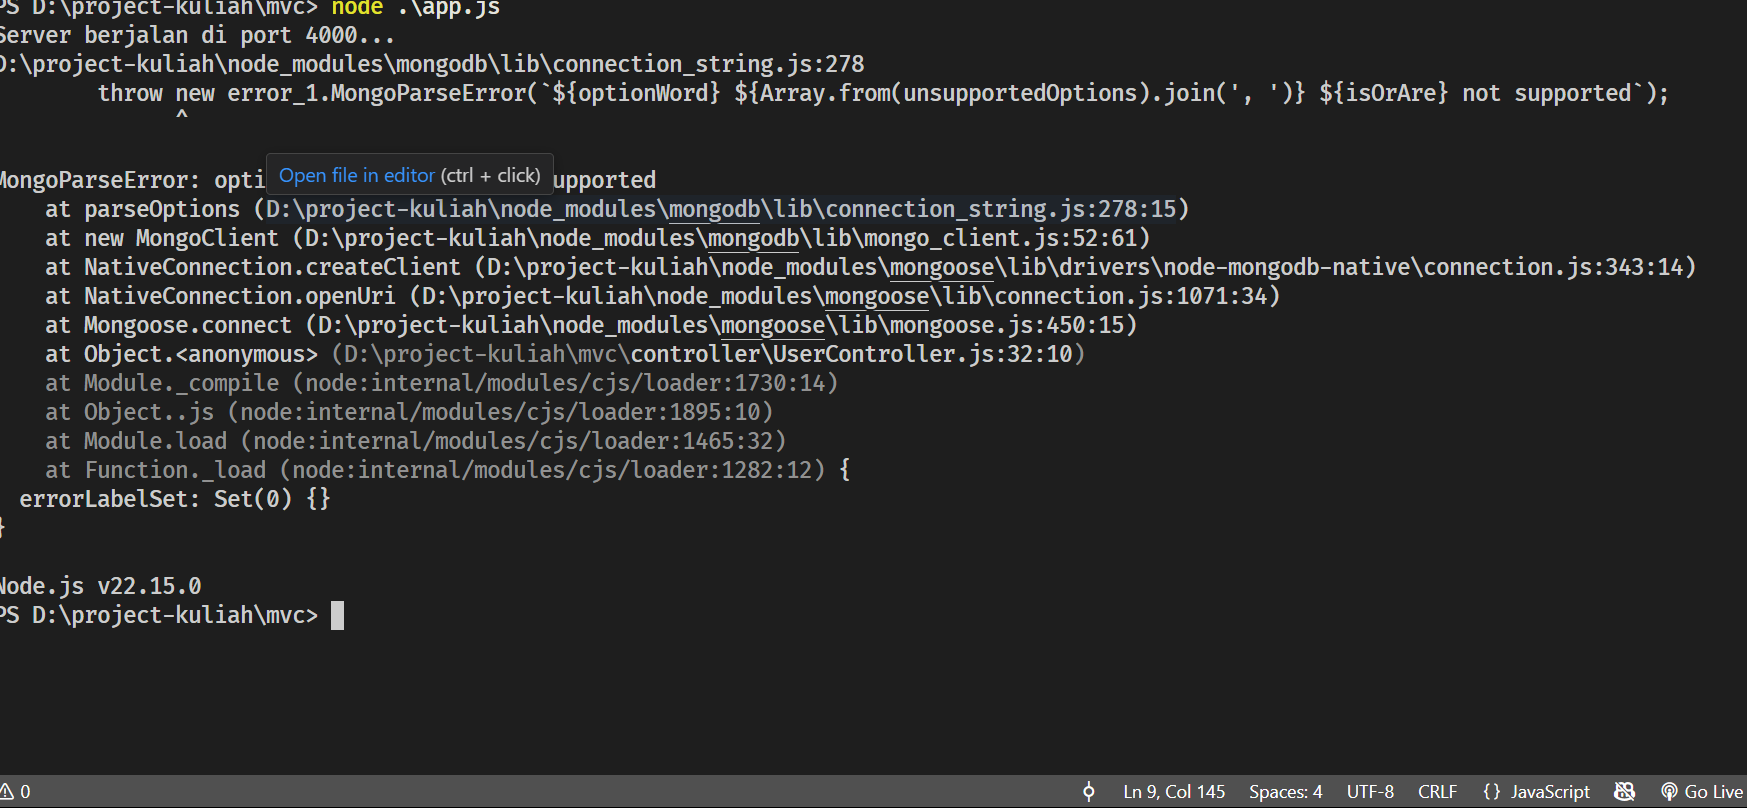 PS D:\project-kuliah\mvc> node .\app.js
Server berjalan di port 4000...
D:\project-kuliah\node_modules\mongodb\lib\connection_string.js:278
throw new error_1.MongoParseError(`${optionWord} ${Array.from(unsupportedOptions).join(', ')} ${isOrAre} not supported`);
^
MongoParseError: opti upported
Open file in editor (ctrl + click)
at parseOptions (D:\project-kuliah\node_modules\mongodb\lib\connection_string.js:278:15)
at new MongoClient (D:\project-kuliah\node_modules\mongodb\lib\mongo_client.js:52:61)
at NativeConnection.createClient (D:\project-kuliah\node_modules\mongoose\lib\drivers\node-mongodb-native\connection.js:343:14)
at NativeConnection.openUri (D:\project-kuliah\node_modules\mongoose\lib\connection.js:1071:34)
at Mongoose.connect (D:\project-kuliah\node_modules\mongoose\lib\mongoose.js:450:15)
at Object.<anonymous> (D:\project-kuliah\mvc\controller\UserController.js:32:10)
at Module._compile (node:internal/modules/cjs/loader:1730:14)
at Object..js (node:internal/modules/cjs/loader:1895:10)
at Module.load (node:internal/modules/cjs/loader:1465:32)
at Function._load (node:internal/modules/cjs/loader:1282:12) {
errorLabelSet: Set(0) {}
}
Node.js v22.15.0
PS D:\project-kuliah\mvc>
0 Ln 9, Col 145 Spaces: 4 UTF-8 CRLF {} JavaScript Go Live